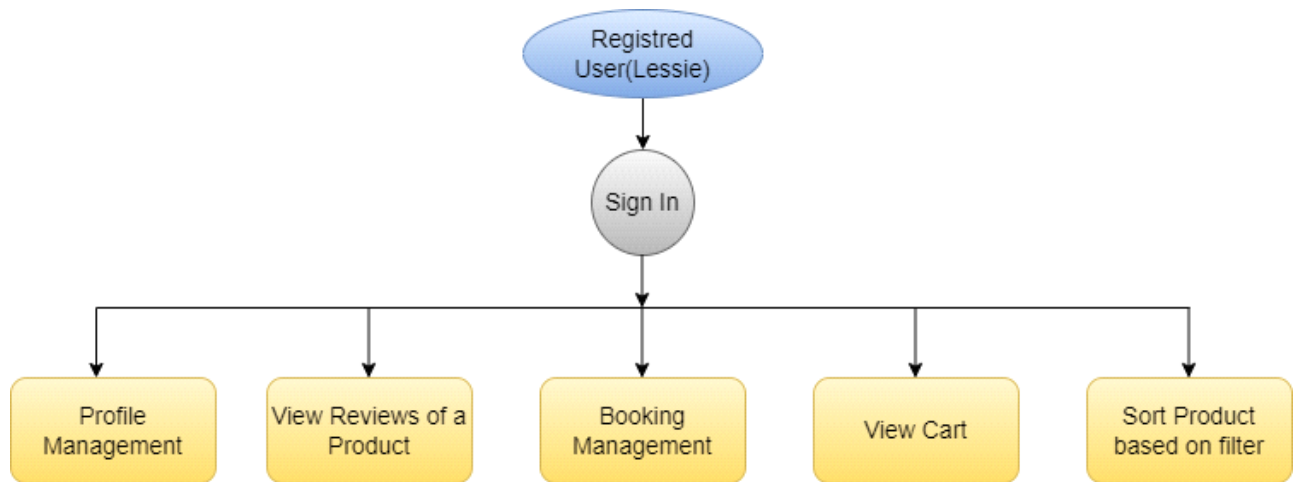 Registred
User(Lessie)
Sign In
Profile
Management
View Reviews of a
Product
Booking
Management
View Cart
Sort Product
based on filter